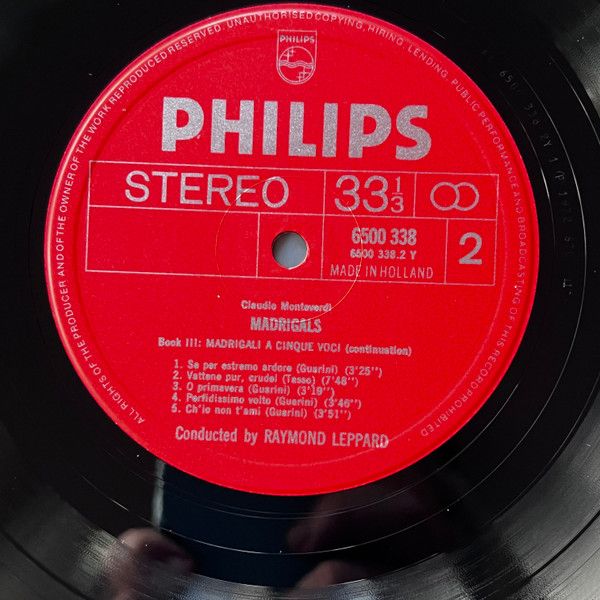 ALL RIGHTS OF THE PRODUCER AND OF THE OWNER OF THE WORK REPRODUCED RESERVED. UNAUTHORISED COPYING, HIRING, LENDING, PUBLIC PERFORMANCE AND BROADCASTING OF THIS RECORD PROHIBITED
PHILIPS
PHILIPS
STEREO 33⅓
6500 338
6500 338.2 Y
MADE IN HOLLAND
2
Claudio Monteverdi
MADRIGALS
Book III: MADRIGALI A CINQUE VOCI (continuation)
1. Se per estremo ardore (Guarini) (3'25'')
2. Vattene pur, crudel (Tasso) (7'48'')
3. O primavera (Guarini) (3'19'')
4. Perfidissimo volto (Guarini) (3'46'')
5. Ch'io non t'ami (Guarini) (3'51'')
Conducted by RAYMOND LEPPARD